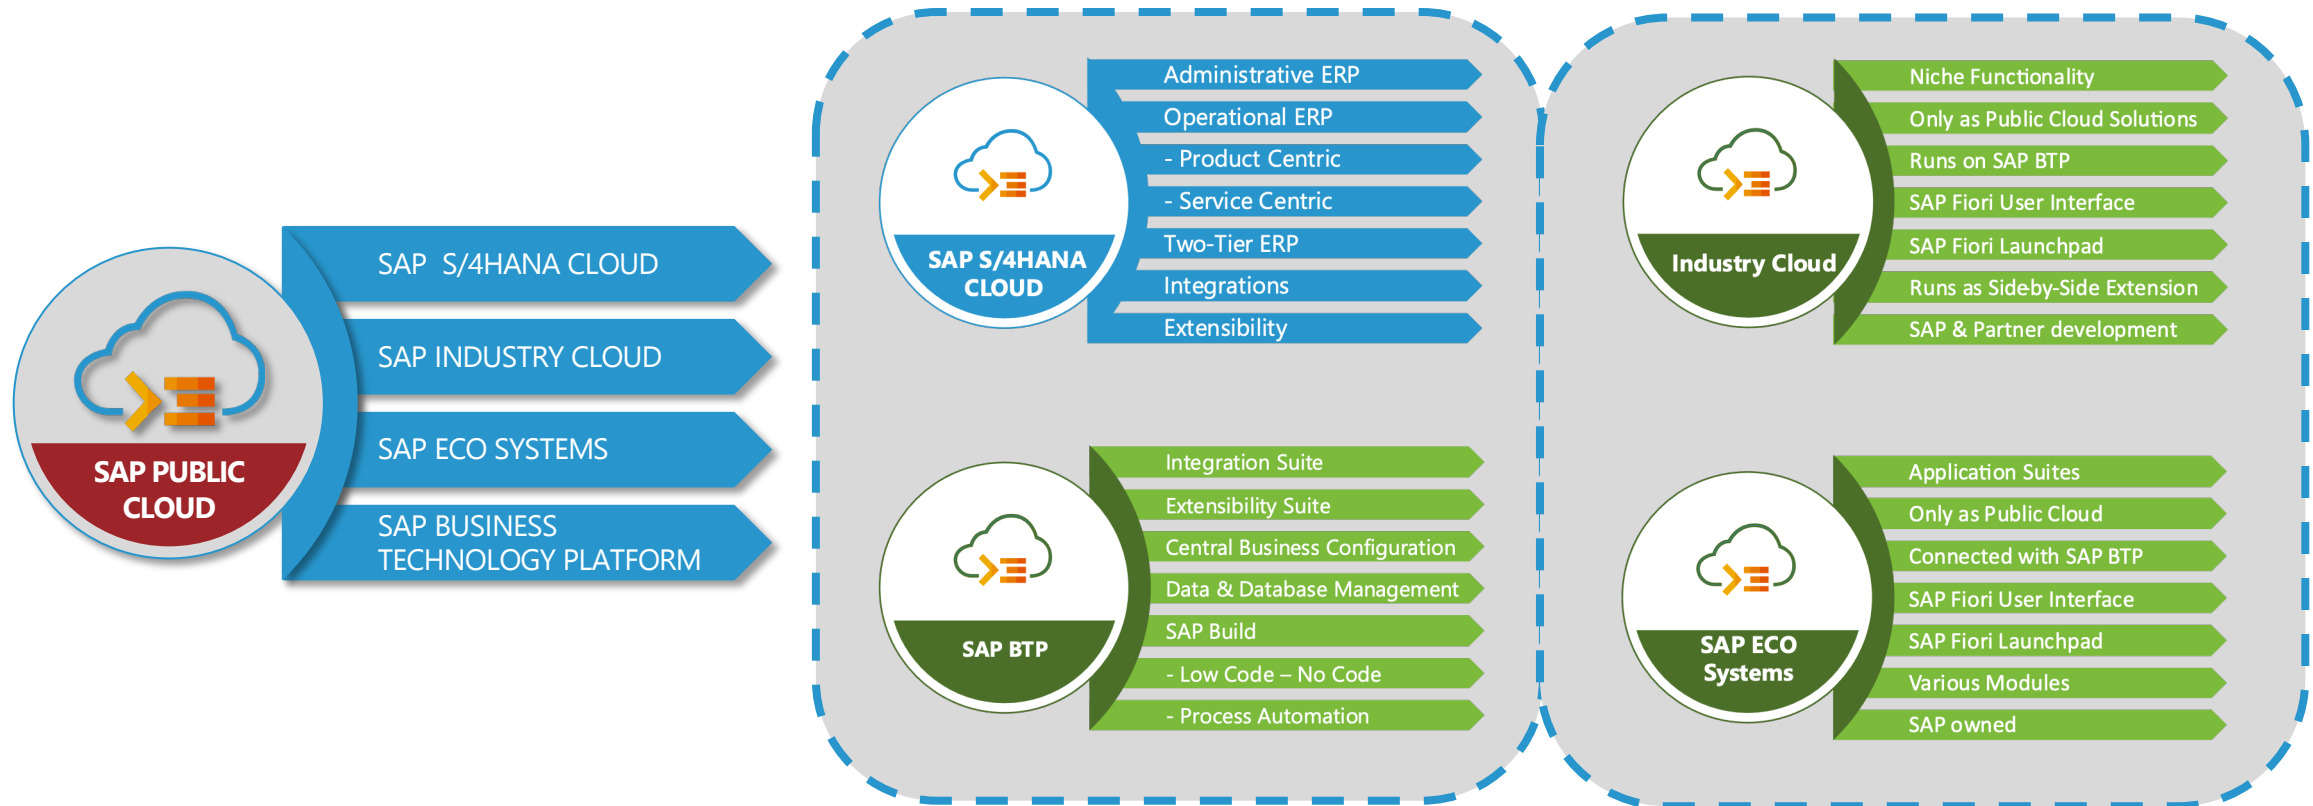 SAP PUBLIC
CLOUD
SAP S/4HANA CLOUD
SAP INDUSTRY CLOUD
SAP ECO SYSTEMS
SAP BUSINESS
TECHNOLOGY PLATFORM
SAP S/4HANA
CLOUD
Administrative ERP
Operational ERP
- Product Centric
- Service Centric
Two-Tier ERP
Integrations
Extensibility
SAP BTP
Integration Suite
Extensibility Suite
Central Business Configuration
Data & Database Management
SAP Build
- Low Code – No Code
- Process Automation
Industry Cloud
Niche Functionality
Only as Public Cloud Solutions
Runs on SAP BTP
SAP Fiori User Interface
SAP Fiori Launchpad
Runs as Sideby-Side Extension
SAP & Partner development
SAP ECO
Systems
Application Suites
Only as Public Cloud
Connected with SAP BTP
SAP Fiori User Interface
SAP Fiori Launchpad
Various Modules
SAP owned